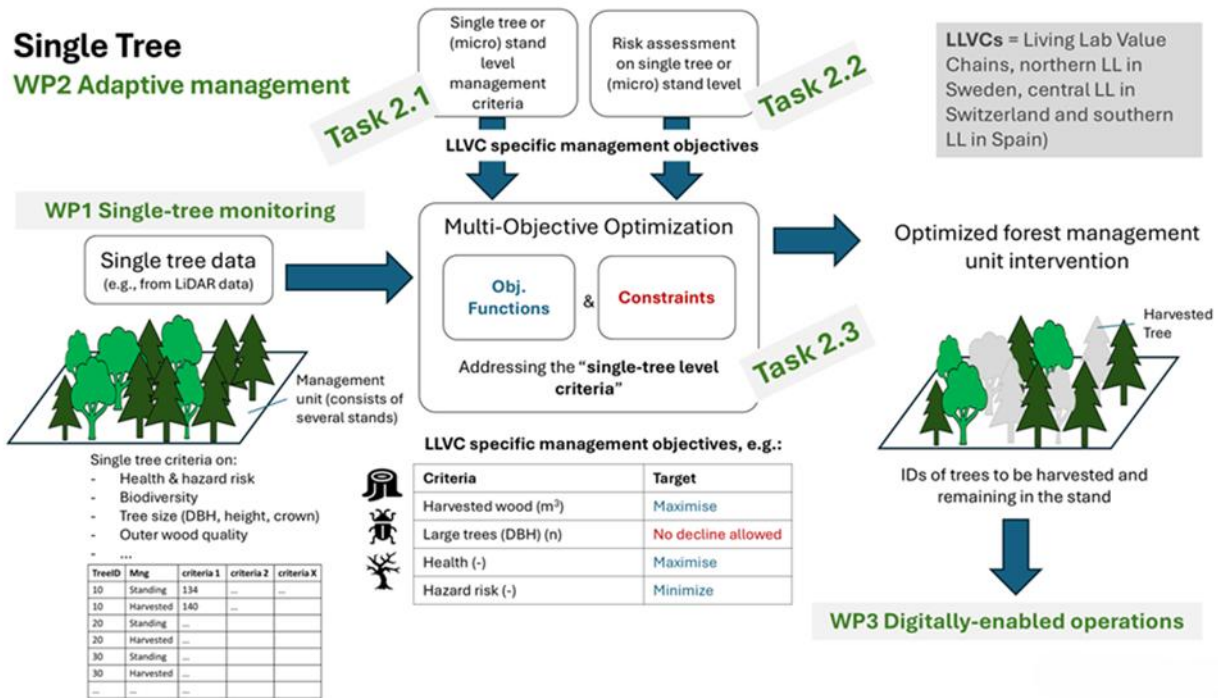 Single Tree
WP2 Adaptive management
Single tree or
(micro) stand
level
management
criteria
Task 2.1
Risk assessment
on single tree or
(micro) stand level
Task 2.2
LLVCs = Living Lab Value
Chains, northern LL in
Sweden, central LL in
Switzerland and southern
LL in Spain)
LLVC specific management objectives
WP1 Single-tree monitoring
Single tree data
(e.g., from LiDAR data)
Multi-Objective Optimization
Obj.
Functions
&
Constraints
Addressing the “single-tree level
criteria”
Task 2.3
Optimized forest management
unit intervention
Harvested
Tree
Management
unit (consists of
several stands)
Single tree criteria on:
- Health & hazard risk
- Biodiversity
- Tree size (DBH, height, crown)
- Outer wood quality
- ...
TreeID Mng criteria 1 criteria 2 criteria X
10 Standing 134 ... ...
10 Harvested 140 ...
20 Standing ...
20 Harvested ...
30 Standing ...
30 Harvested ...
... ... ...
LLVC specific management objectives, e.g.:
Criteria Target
Harvested wood (m³) Maximise
Large trees (DBH) (n) No decline allowed
Health (-) Maximise
Hazard risk (-) Minimize
IDs of trees to be harvested and
remaining in the stand
WP3 Digitally-enabled operations